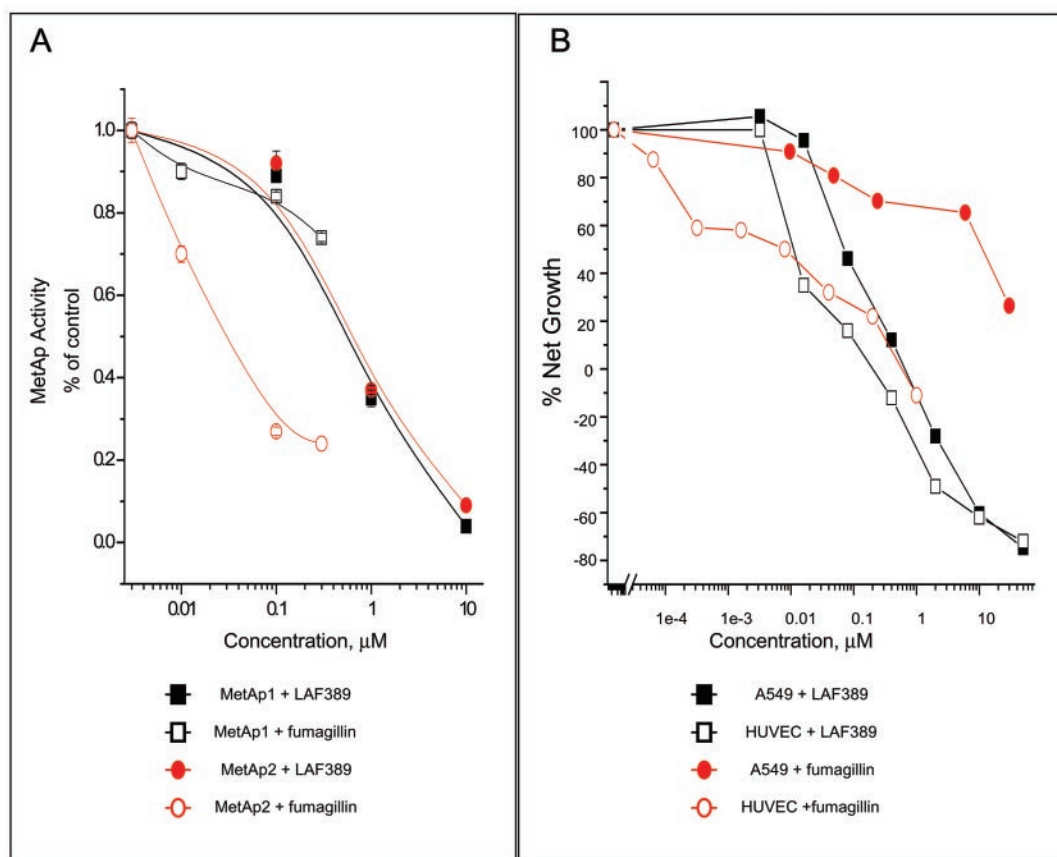 A
1.0
0.8
0.6
0.4
0.2
0.0
MetAp Activity
% of control
0.01 0.1 1 10
Concentration, μM
MetAp1 + LAF389
MetAp1 + fumagillin
MetAp2 + LAF389
MetAp2 + fumagillin
B
100
80
60
40
20
0
-20
-40
-60
-80
% Net Growth
1e-4 1e-3 0.01 0.1 1 10
Concentration, μM
A549 + LAF389
HUVEC + LAF389
A549 + fumagillin
HUVEC +fumagillin